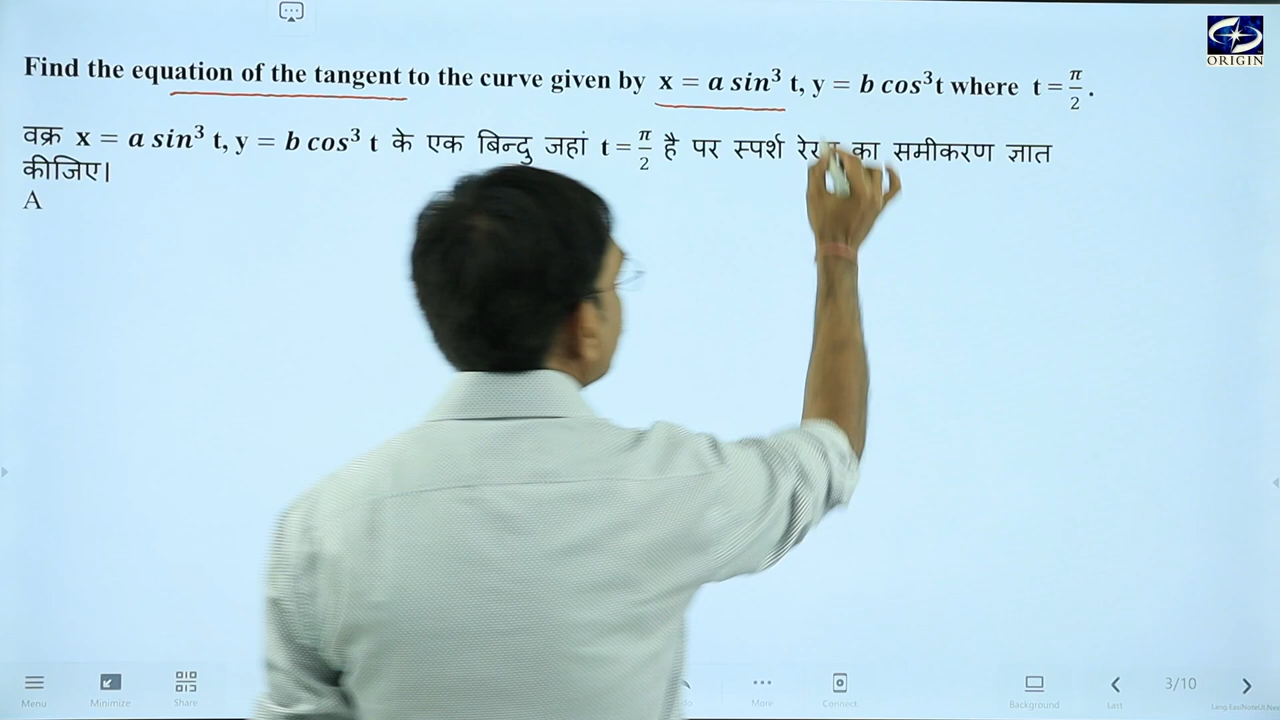 ORIGIN
Find the equation of the tangent to the curve given by x = a sin³ t, y = b cos³t where t = π/2 .
वक्र x = a sin³ t, y = b cos³ t के एक बिन्दु जहां t = π/2 है पर स्पर्श का समीकरण ज्ञात
कीजिए।
A
Menu Minimize Share More Connect Background Last 3/10